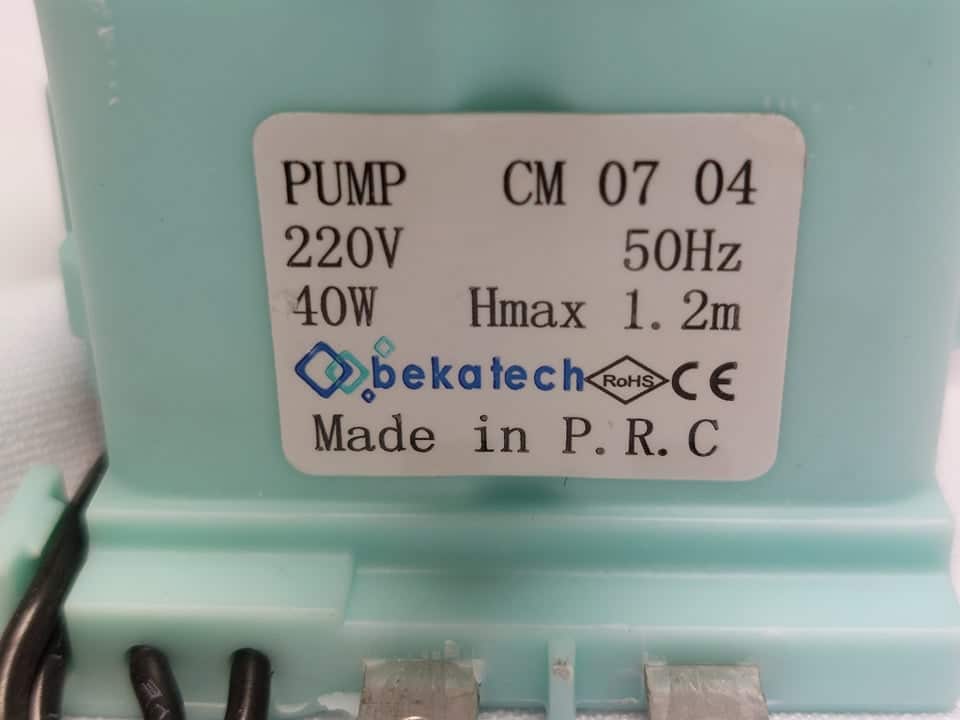 PUMP CM 07 04
220V 50Hz
40W Hmax 1.2m
bekatech RoHS CE
Made in P.R.C